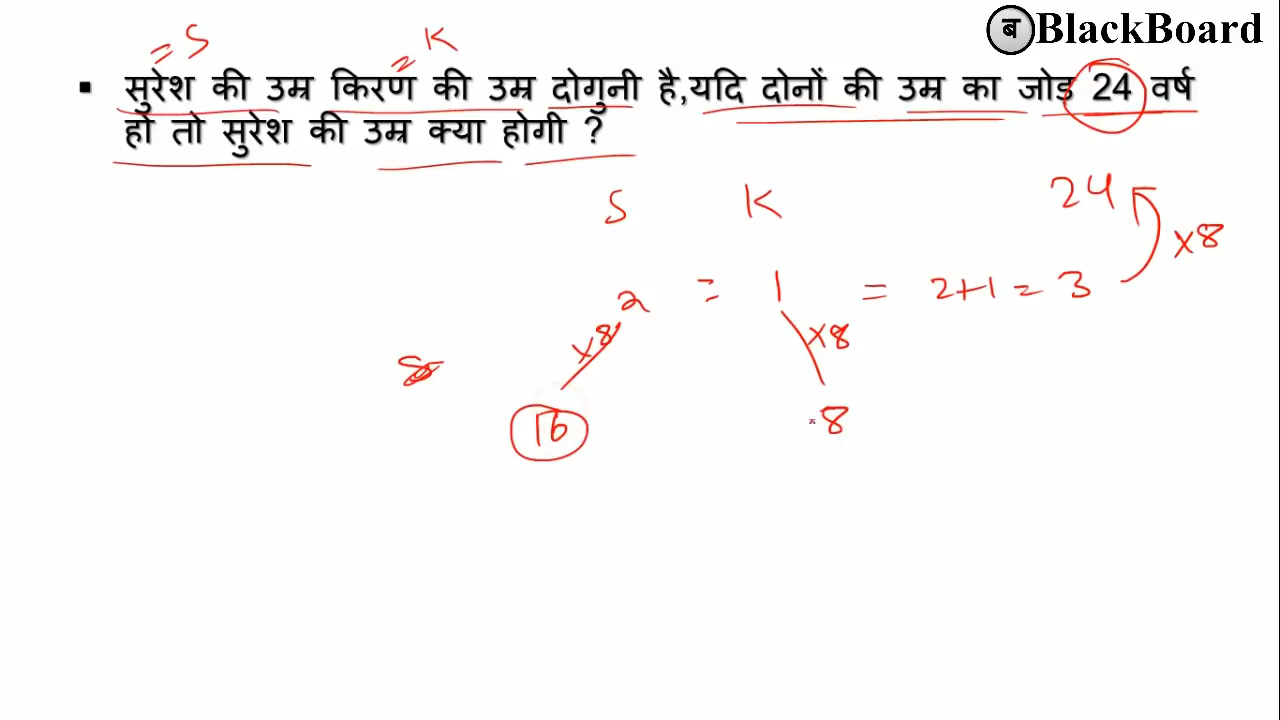 ब BlackBoard
= S
= K
▪ सुरेश की उम्र किरण की उम्र दोगुनी है,यदि दोनों की उम्र का जोड 24 वर्ष
हो तो सुरेश की उम्र क्या होगी ?
S K 24
×8
2 : 1 = 2+1 = 3
×8 ×8
16 8